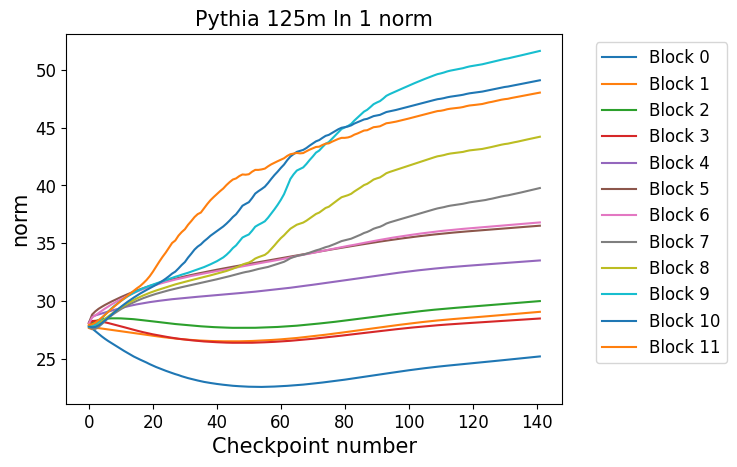 Pythia 125m ln 1 norm
norm
50
45
40
35
30
25
0 20 40 60 80 100 120 140
Checkpoint number
Block 0
Block 1
Block 2
Block 3
Block 4
Block 5
Block 6
Block 7
Block 8
Block 9
Block 10
Block 11